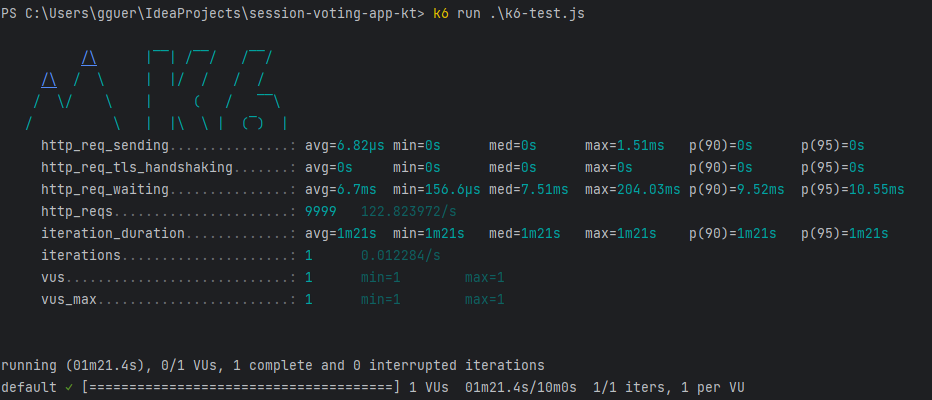 PS C:\Users\gguer\IdeaProjects\session-voting-app-kt> k6 run .\k6-test.js
          /\      |‾‾| /‾‾/   /‾‾/
     /\  /  \     |  |/  /   /  /
    /  \/    \    |     (   /   ‾‾\
   /          \   |  |\  \ |  (‾)  |
http_req_sending...............: avg=6.82µs min=0s med=0s max=1.51ms p(90)=0s p(95)=0s
http_req_tls_handshaking.......: avg=0s min=0s med=0s max=0s p(90)=0s p(95)=0s
http_req_waiting...............: avg=6.7ms min=156.6µs med=7.51ms max=204.03ms p(90)=9.52ms p(95)=10.55ms
http_reqs......................: 9999 122.823972/s
iteration_duration.............: avg=1m21s min=1m21s med=1m21s max=1m21s p(90)=1m21s p(95)=1m21s
iterations.....................: 1 0.012284/s
vus............................: 1 min=1 max=1
vus_max........................: 1 min=1 max=1
running (01m21.4s), 0/1 VUs, 1 complete and 0 interrupted iterations
default ✓ [======================================] 1 VUs 01m21.4s/10m0s 1/1 iters, 1 per VU